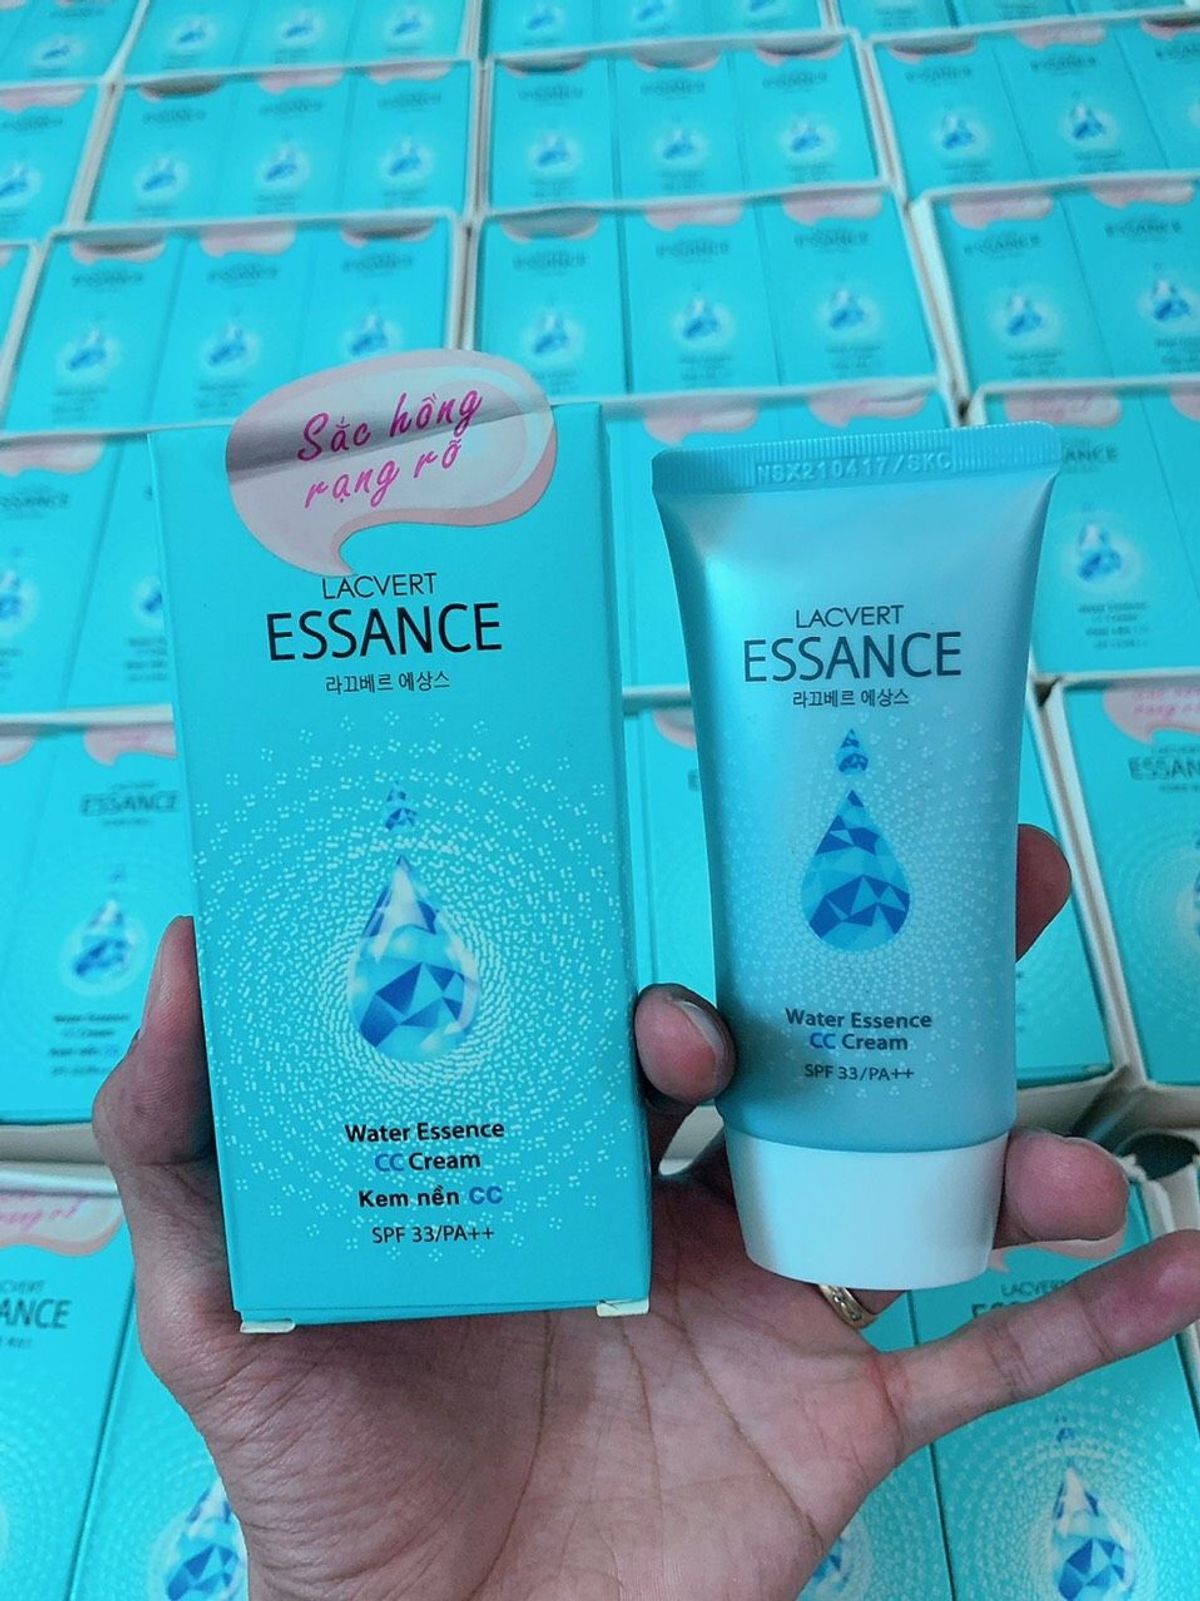 Sắc hồng
rạng rỡ
LACVERT
ESSANCE
라끄베르 에상스
Water Essence
CC Cream
Kem nền CC
SPF 33/PA++
NSX210417/SKC
LACVERT
ESSANCE
라끄베르 에상스
Water Essence
CC Cream
SPF 33/PA++